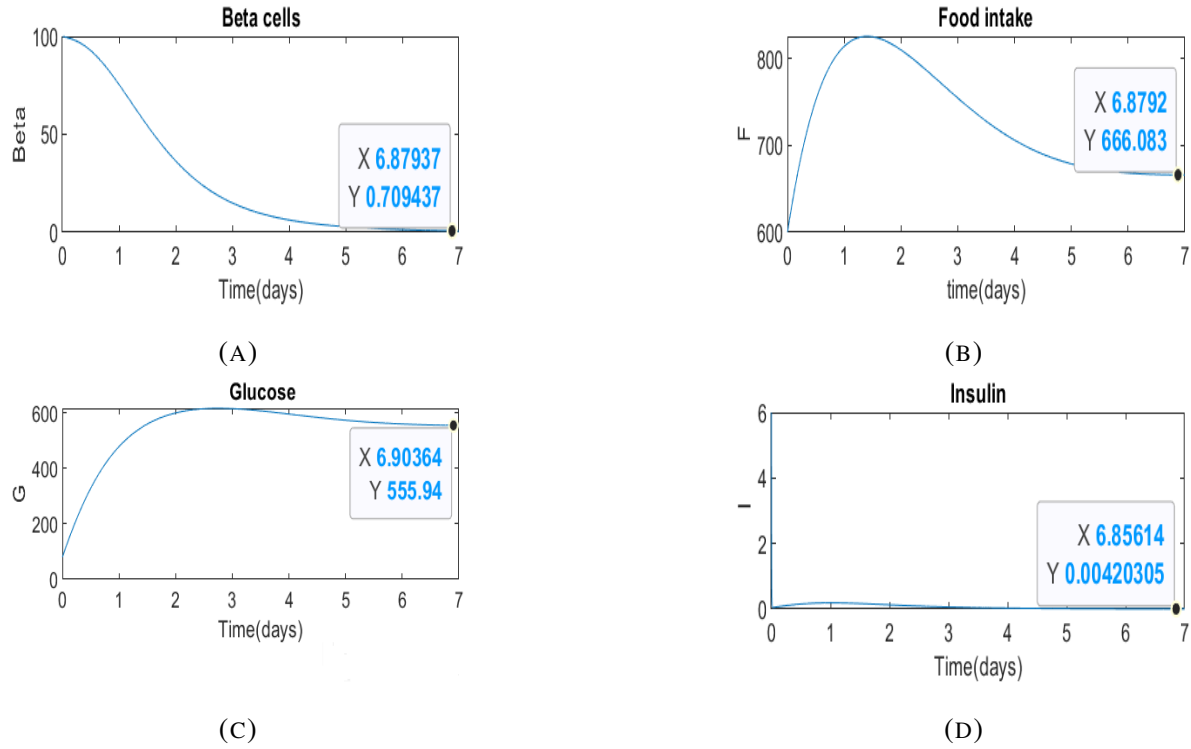 Beta cells
100
50
0
Beta
X 6.87937
Y 0.709437
0 1 2 3 4 5 6 7
Time(days)
(A)
Food intake
800
700
600
F
X 6.8792
Y 666.083
0 1 2 3 4 5 6 7
time(days)
(B)
Glucose
600
400
200
0
G
X 6.90364
Y 555.94
0 1 2 3 4 5 6 7
Time(days)
(C)
Insulin
6
4
2
0
I
X 6.85614
Y 0.00420305
0 1 2 3 4 5 6 7
Time(days)
(D)